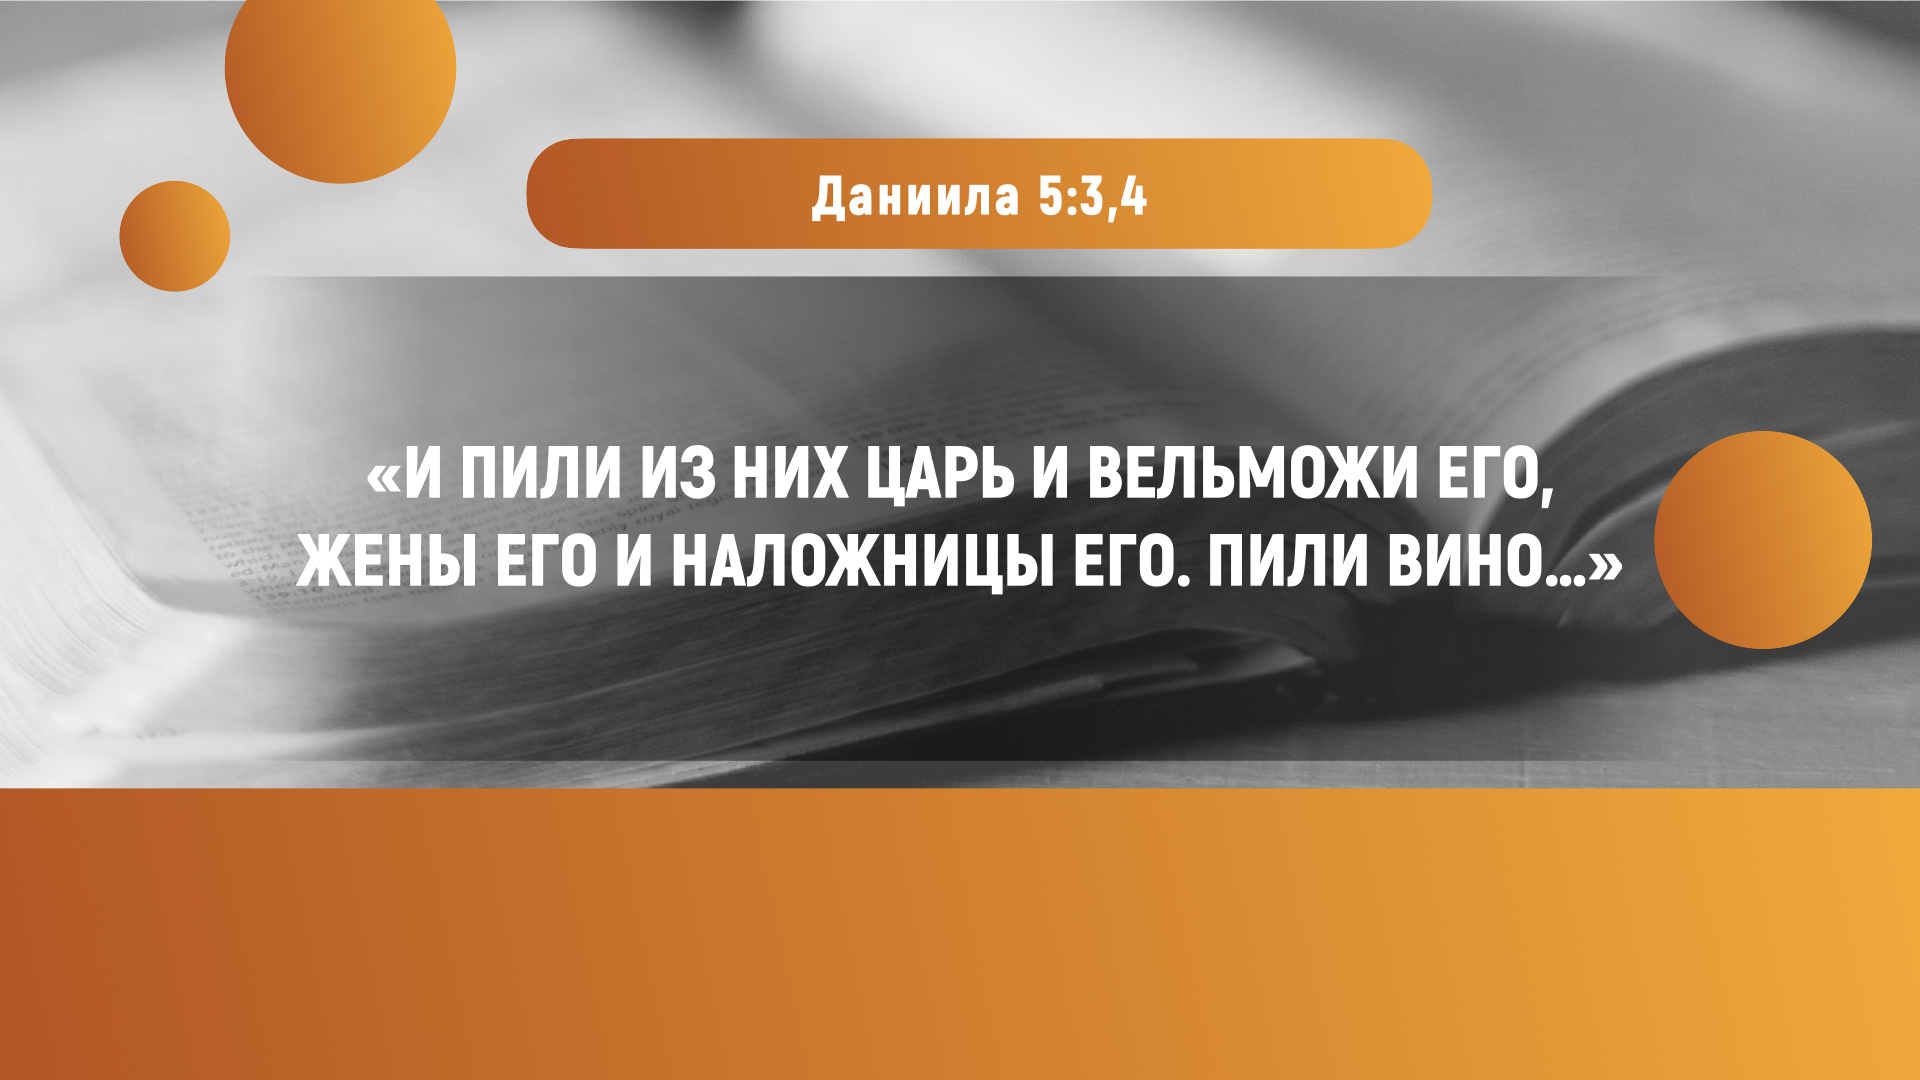 Даниила 5:3,4
«И ПИЛИ ИЗ НИХ ЦАРЬ И ВЕЛЬМОЖИ ЕГО,
ЖЕНЫ ЕГО И НАЛОЖНИЦЫ ЕГО. ПИЛИ ВИНО...»